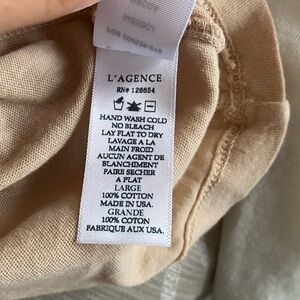 L'AGENCE
RN# 126654
HAND WASH COLD
NO BLEACH
LAY FLAT TO DRY
LAVAGE A LA
MAIN FROID
AUCUN AGENT DE
BLANCHIMENT
FAIRE SECHER
A PLAT
LARGE
100% COTTON
MADE IN USA.
GRANDE
100% COTON
FABRIQUE AUX USA.